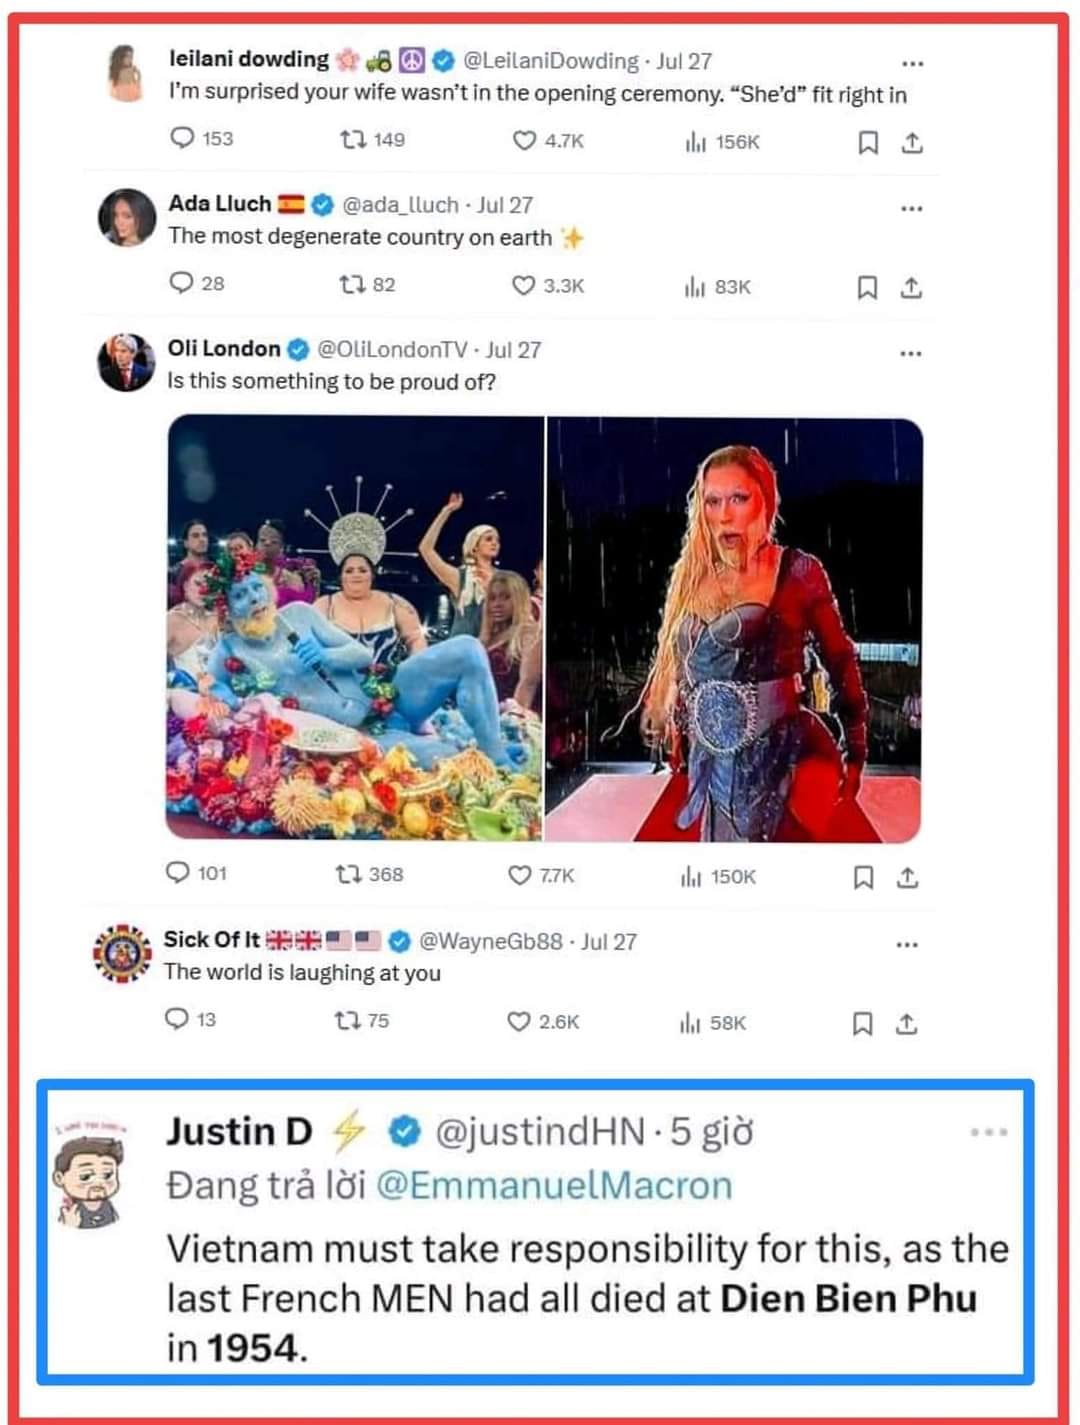 leilani dowding @LeilaniDowding · Jul 27
I'm surprised your wife wasn't in the opening ceremony. “She'd” fit right in
153 149 4.7K 156K
Ada Lluch @ada_lluch · Jul 27
The most degenerate country on earth ✨
28 82 3.3K 83K
Oli London @OliLondonTV · Jul 27
Is this something to be proud of?
101 368 7.7K 150K
Sick Of It @WayneGb88 · Jul 27
The world is laughing at you
13 75 2.6K 58K
Justin D ⚡ @justindHN · 5 giờ
Đang trả lời @EmmanuelMacron
Vietnam must take responsibility for this, as the
last French MEN had all died at Dien Bien Phu
in 1954.